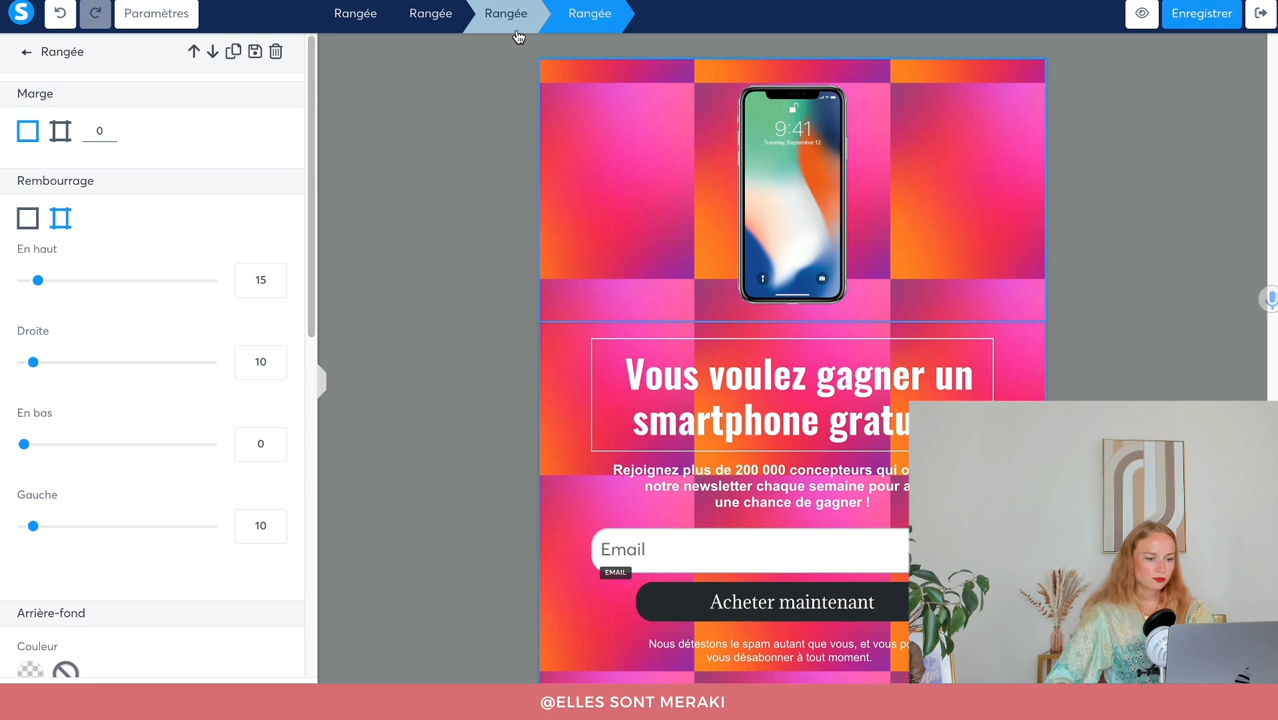 S
Paramètres
Rangée
Rangée
Rangée
Rangée
Enregistrer
Rangée
Marge
0
Rembourrage
En haut
15
Droite
10
En bas
0
Gauche
10
Arrière-fond
Couleur
9:41
Tuesday, September 12
Vous voulez gagner un
smartphone gratu
Rejoignez plus de 200 000 concepteurs qui o
notre newsletter chaque semaine pour a
une chance de gagner !
Email
EMAIL
Acheter maintenant
Nous détestons le spam autant que vous, et vous po
vous désabonner à tout moment.
@ELLES SONT MERAKI